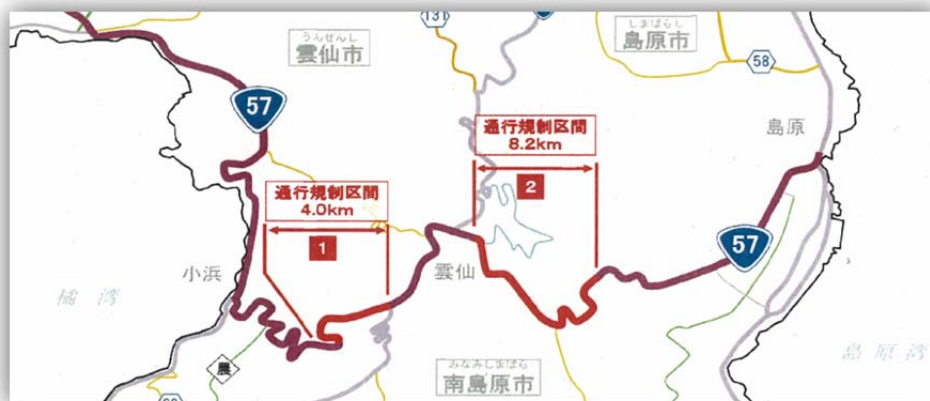 131
うんぜんし
雲仙市
しまばらし
島原市
58
57
通行規制区間
8.2km
2
島原
通行規制区間
4.0km
1
57
小浜
雲仙
橘湾
島原湾
農
みなみしまばらし
南島原市